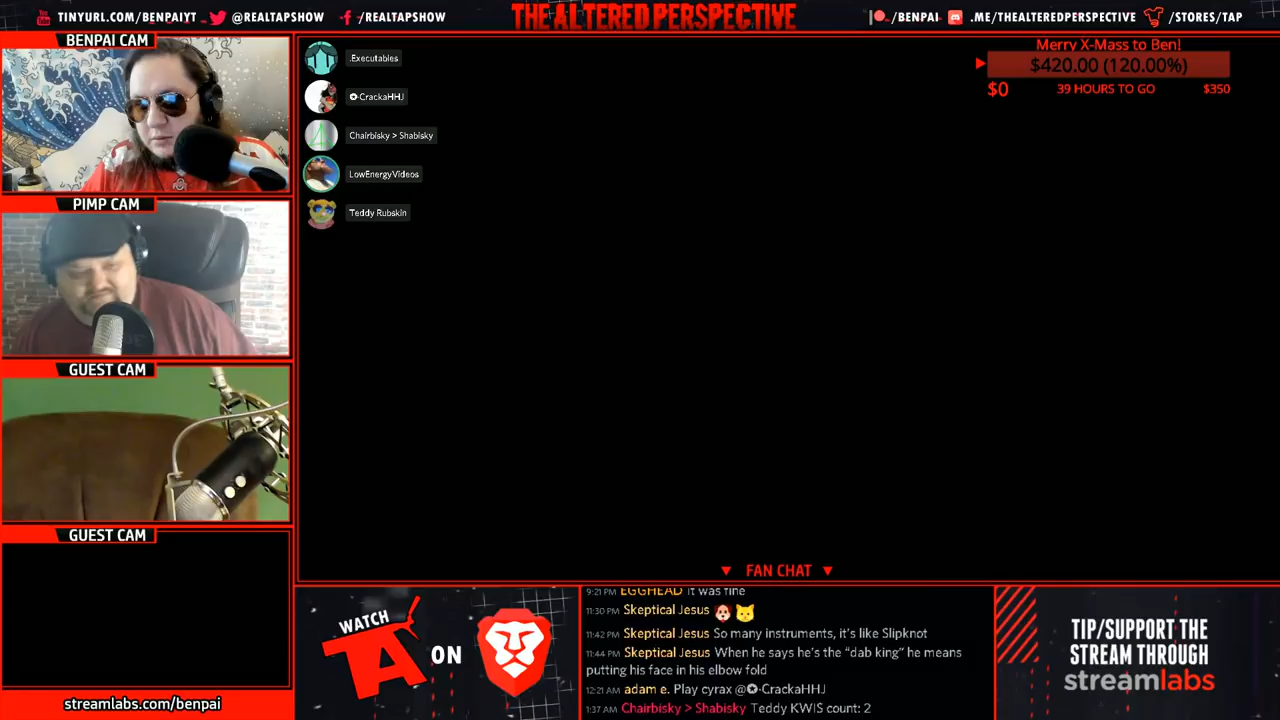 TINYURL.COM/BENPAIYT @REALTAPSHOW /REALTAPSHOW THE ALTERED PERSPECTIVE /BENPAI .ME/THEALTEREDPERSPECTIVE /STORES/TAP
BENPAI CAM
PIMP CAM
GUEST CAM
GUEST CAM
streamlabs.com/benpai
.Executables
✪-CrackaHHJ
Chairbisky > Shabisky
LowEnergyVideos
Teddy Rubskin
Merry X-Mass to Ben!
$420.00 (120.00%)
$0 39 HOURS TO GO $350
▼ FAN CHAT ▼
WATCH
ON
9:21 PM EGGHEAD It was fine
11:30 PM Skeptical Jesus 🐶 🐱
11:42 PM Skeptical Jesus So many instruments, it's like Slipknot
11:44 PM Skeptical Jesus When he says he's the “dab king” he means
putting his face in his elbow fold
12:21 AM adam e. Play cyrax @✪-CrackaHHJ
1:37 AM Chairbisky > Shabisky Teddy KWIS count: 2
TIP/SUPPORT THE
STREAM THROUGH
streamlabs